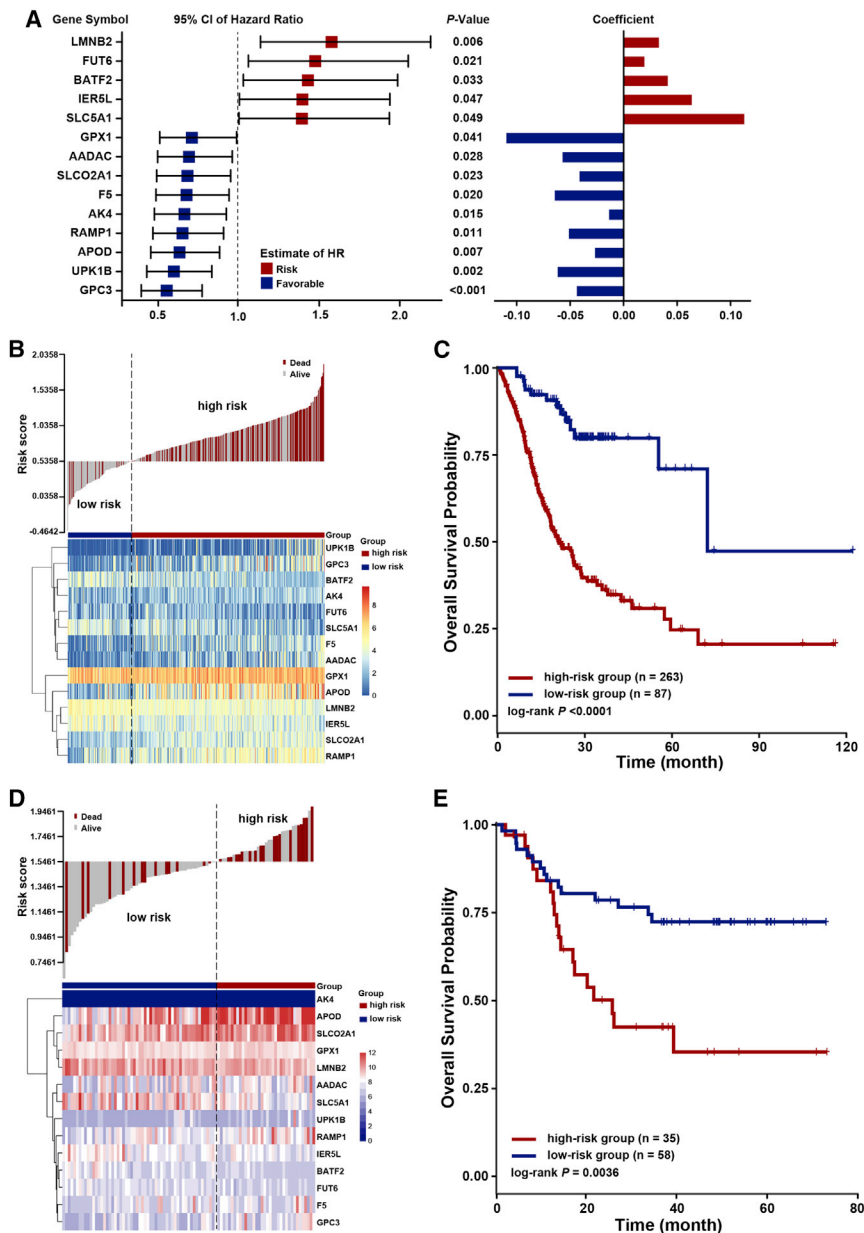 A
Gene Symbol 95% CI of Hazard Ratio P-Value Coefficient
LMNB2 0.006
FUT6 0.021
BATF2 0.033
IER5L 0.047
SLC5A1 0.049
GPX1 0.041
AADAC 0.028
SLCO2A1 0.023
F5 0.020
AK4 0.015
RAMP1 0.011
APOD 0.007
UPK1B 0.002
GPC3 <0.001
Estimate of HR
Risk
Favorable
0.5 1.0 1.5 2.0
-0.10 -0.05 0.00 0.05 0.10
B
Risk score
2.0358
1.5358
1.0358
0.5358
0.0358
-0.4642
Dead
Alive
high risk
low risk
Group
UPK1B
GPC3
BATF2
AK4
FUT6
SLC5A1
F5
AADAC
GPX1
APOD
LMNB2
IER5L
SLCO2A1
RAMP1
Group
high risk
low risk
8
6
4
2
0
C
Overall Survival Probability
1.00
0.75
0.50
0.25
0.00
high-risk group (n = 263)
low-risk group (n = 87)
log-rank P <0.0001
0 30 60 90 120
Time (month)
D
Risk score
1.9461
1.7461
1.5461
1.3461
1.1461
0.9461
0.7461
Dead
Alive
high risk
low risk
Group
AK4
APOD
SLCO2A1
GPX1
LMNB2
AADAC
SLC5A1
UPK1B
RAMP1
IER5L
BATF2
FUT6
F5
GPC3
Group
high risk
low risk
12
10
8
6
4
2
0
E
Overall Survival Probability
1.00
0.75
0.50
0.25
0.00
high-risk group (n = 35)
low-risk group (n = 58)
log-rank P = 0.0036
0 20 40 60 80
Time (month)